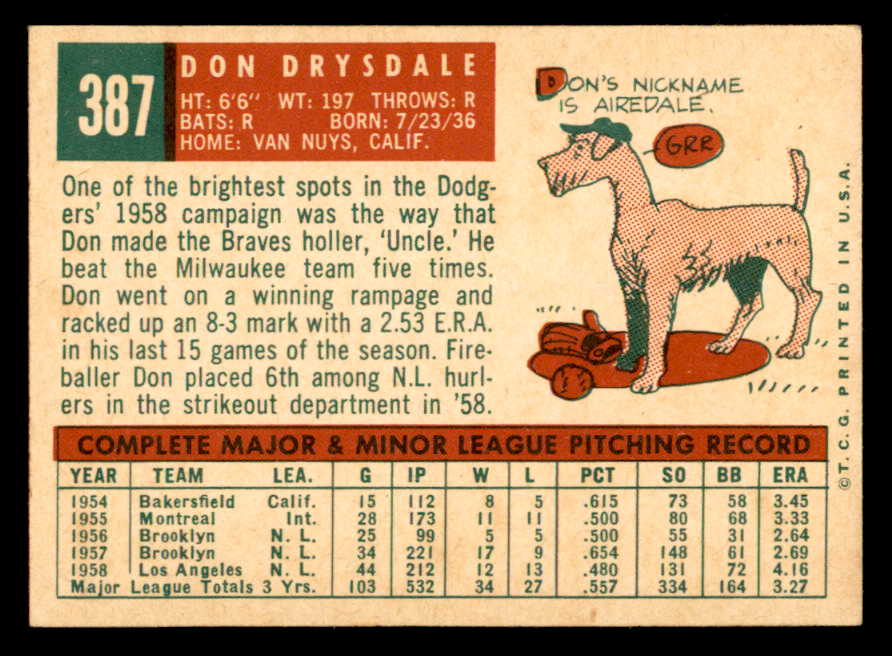 387
DON DRYSDALE
HT: 6'6" WT: 197 THROWS: R
BATS: R BORN: 7/23/36
HOME: VAN NUYS, CALIF.
DON'S NICKNAME
IS AIREDALE.
GRR
One of the brightest spots in the Dodg-
ers' 1958 campaign was the way that
Don made the Braves holler, 'Uncle.' He
beat the Milwaukee team five times.
Don went on a winning rampage and
racked up an 8-3 mark with a 2.53 E.R.A.
in his last 15 games of the season. Fire-
baller Don placed 6th among N.L. hurl-
ers in the strikeout department in '58.
COMPLETE MAJOR & MINOR LEAGUE PITCHING RECORD
YEAR TEAM LEA. G IP W L PCT SO BB ERA
1954 Bakersfield Calif. 15 112 8 5 .615 73 58 3.45
1955 Montreal Int. 28 173 11 11 .500 80 68 3.33
1956 Brooklyn N. L. 25 99 5 5 .500 55 31 2.64
1957 Brooklyn N. L. 34 221 17 9 .654 148 61 2.69
1958 Los Angeles N. L. 44 212 12 13 .480 131 72 4.16
Major League Totals 3 Yrs. 103 532 34 27 .557 334 164 3.27
©T.C.G. PRINTED IN U.S.A.